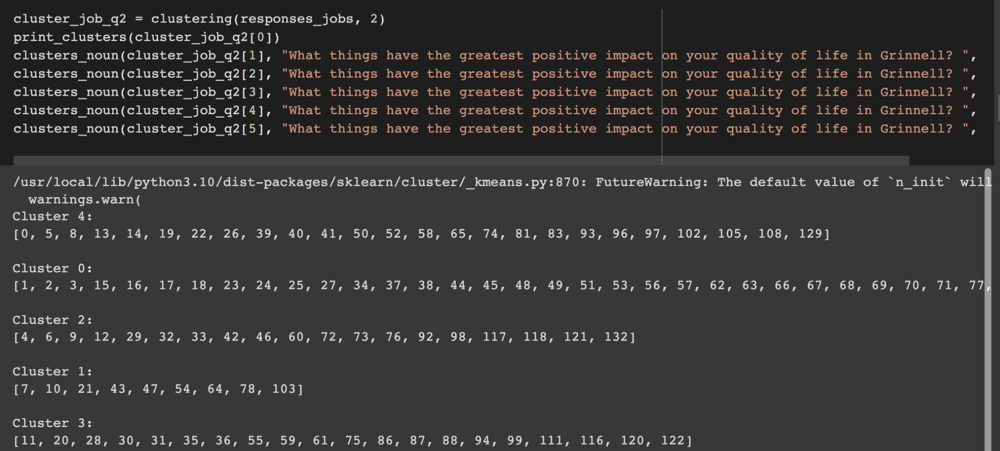 cluster_job_q2 = clustering(responses_jobs, 2)
print_clusters(cluster_job_q2[0])
clusters_noun(cluster_job_q2[1], "What things have the greatest positive impact on your quality of life in Grinnell? ",
clusters_noun(cluster_job_q2[2], "What things have the greatest positive impact on your quality of life in Grinnell? ",
clusters_noun(cluster_job_q2[3], "What things have the greatest positive impact on your quality of life in Grinnell? ",
clusters_noun(cluster_job_q2[4], "What things have the greatest positive impact on your quality of life in Grinnell? ",
clusters_noun(cluster_job_q2[5], "What things have the greatest positive impact on your quality of life in Grinnell? ",
/usr/local/lib/python3.10/dist-packages/sklearn/cluster/_kmeans.py:870: FutureWarning: The default value of `n_init` will
warnings.warn(
Cluster 4:
[0, 5, 8, 13, 14, 19, 22, 26, 39, 40, 41, 50, 52, 58, 65, 74, 81, 83, 93, 96, 97, 102, 105, 108, 129]
Cluster 0:
[1, 2, 3, 15, 16, 17, 18, 23, 24, 25, 27, 34, 37, 38, 44, 45, 48, 49, 51, 53, 56, 57, 62, 63, 66, 67, 68, 69, 70, 71, 77,
Cluster 2:
[4, 6, 9, 12, 29, 32, 33, 42, 46, 60, 72, 73, 76, 92, 98, 117, 118, 121, 132]
Cluster 1:
[7, 10, 21, 43, 47, 54, 64, 78, 103]
Cluster 3:
[11, 20, 28, 30, 31, 35, 36, 55, 59, 61, 75, 86, 87, 88, 94, 99, 111, 116, 120, 122]